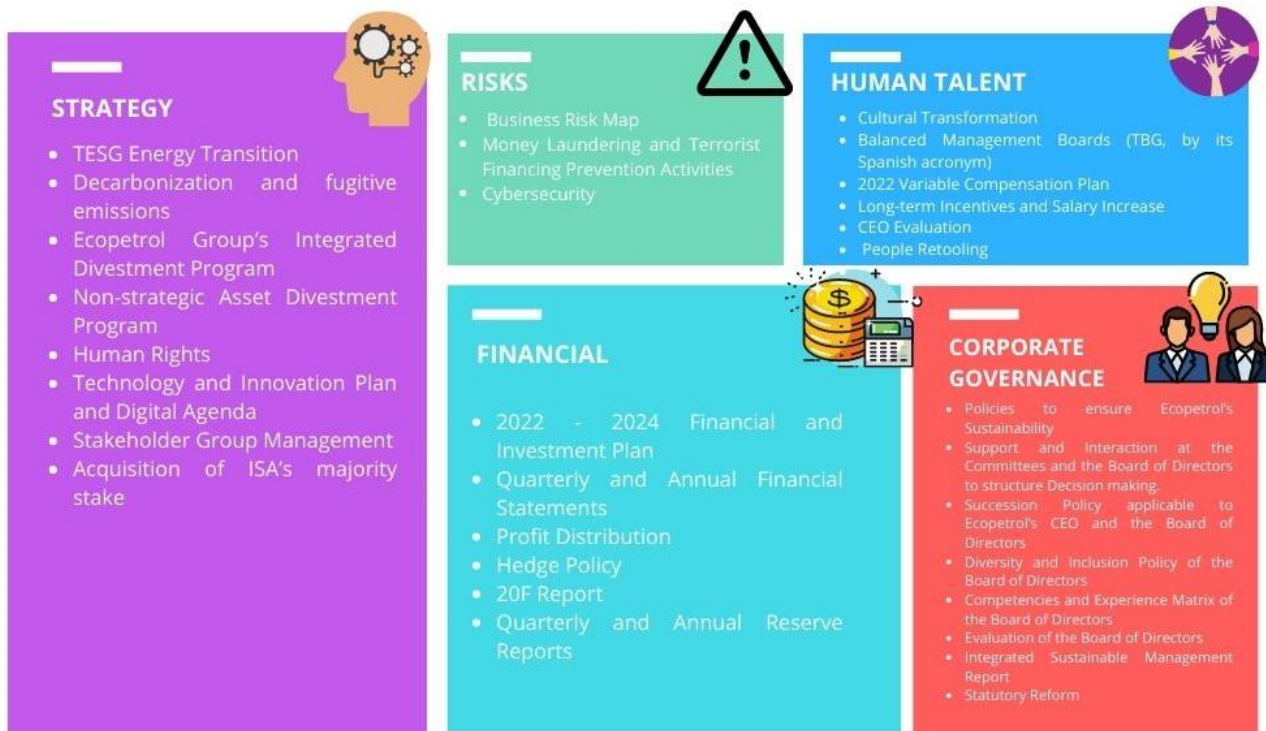 STRATEGY
• TESG Energy Transition
• Decarbonization and fugitive
emissions
• Ecopetrol Group's Integrated
Divestment Program
• Non-strategic Asset Divestment
Program
• Human Rights
• Technology and Innovation Plan
and Digital Agenda
• Stakeholder Group Management
• Acquisition of ISA's majority
stake
RISKS
• Business Risk Map
• Money Laundering and Terrorist
Financing Prevention Activities
• Cybersecurity
HUMAN TALENT
• Cultural Transformation
• Balanced Management Boards (TBG, by its
Spanish acronym)
• 2022 Variable Compensation Plan
• Long-term Incentives and Salary Increase
• CEO Evaluation
• People Retooling
FINANCIAL
• 2022 - 2024 Financial and
Investment Plan
• Quarterly and Annual Financial
Statements
• Profit Distribution
• Hedge Policy
• 20F Report
• Quarterly and Annual Reserve
Reports
CORPORATE
GOVERNANCE
• Policies to ensure Ecopetrol's
Sustainability
• Support and Interaction at the
Committees and the Board of Directors
to structure Decision making.
• Succession Policy applicable to
Ecopetrol's CEO and the Board of
Directors
• Diversity and Inclusion Policy of the
Board of Directors
• Competencies and Experience Matrix of
the Board of Directors
• Evaluation of the Board of Directors
• Integrated Sustainable Management
Report
• Statutory Reform